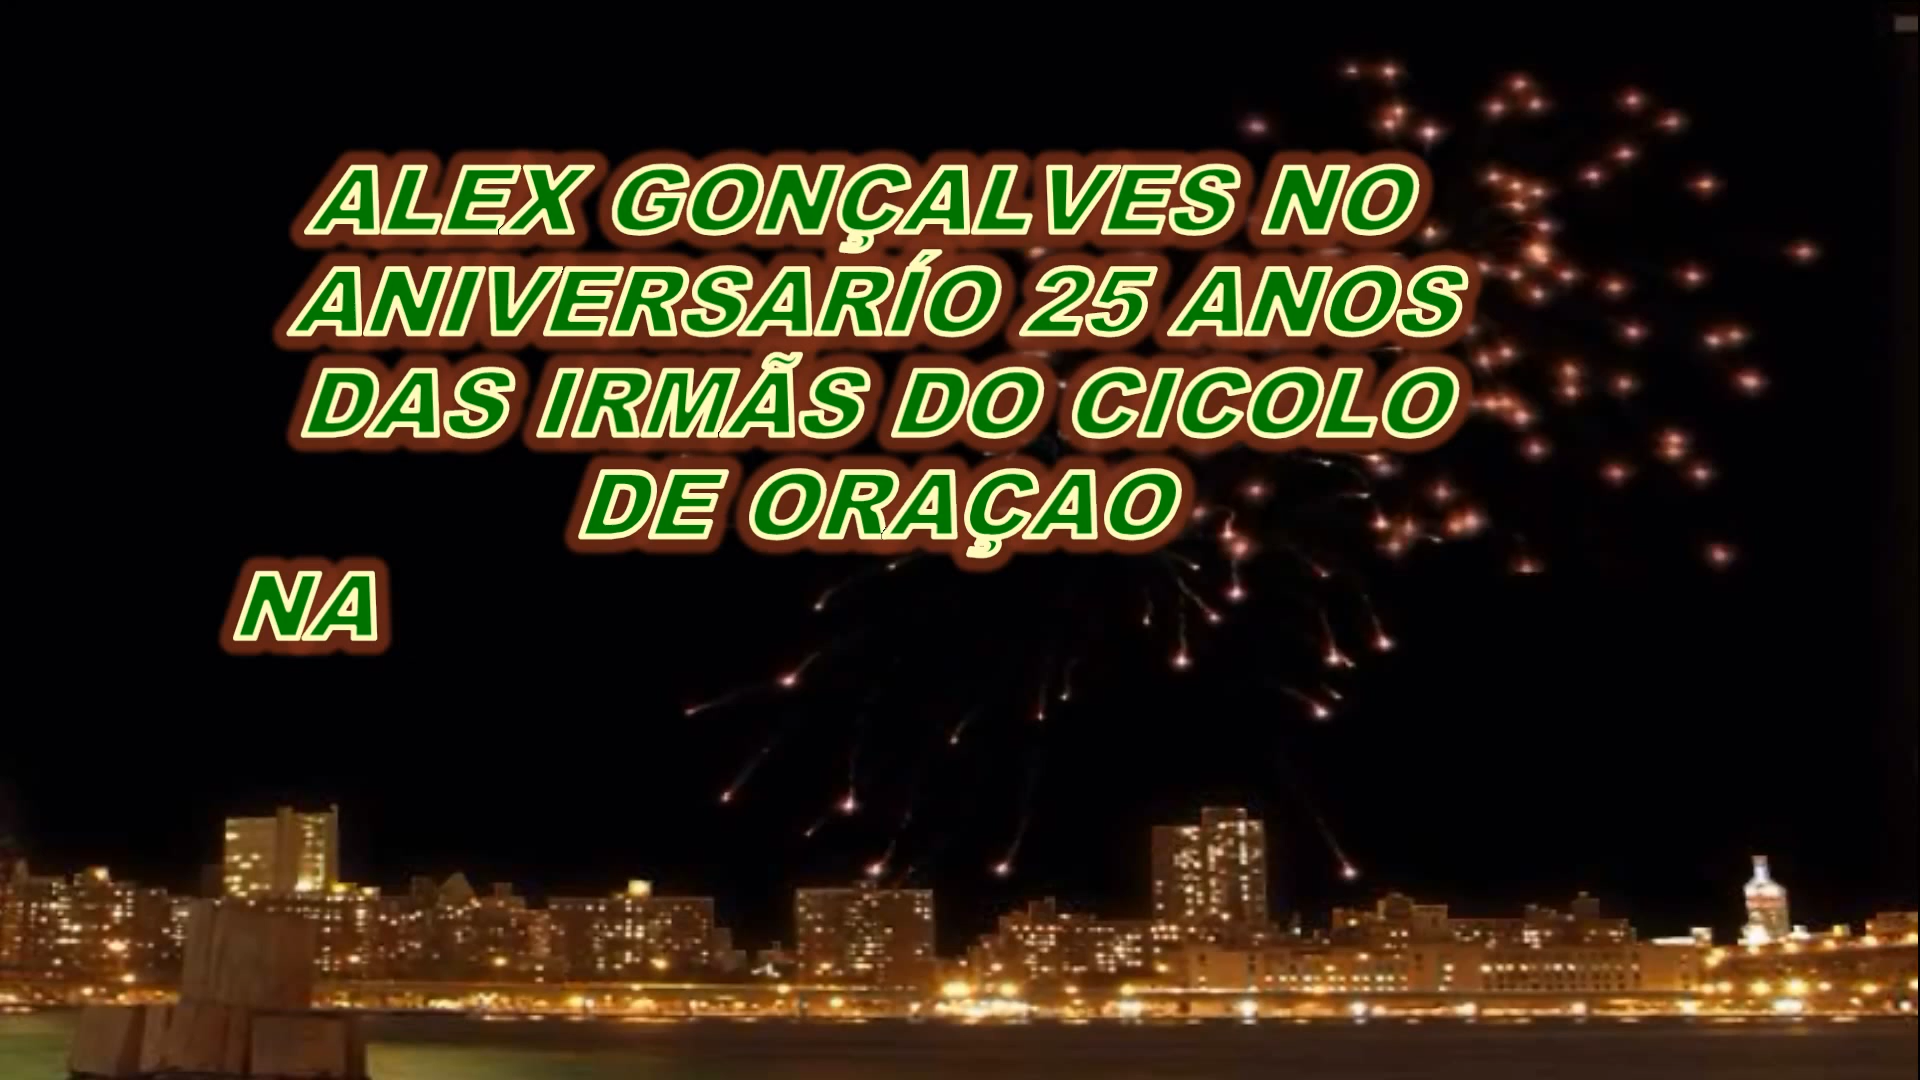 ALEX GONÇALVES NO
ANIVERSARÍO 25 ANOS
DAS IRMÃS DO CICOLO
DE ORAÇAO
NA